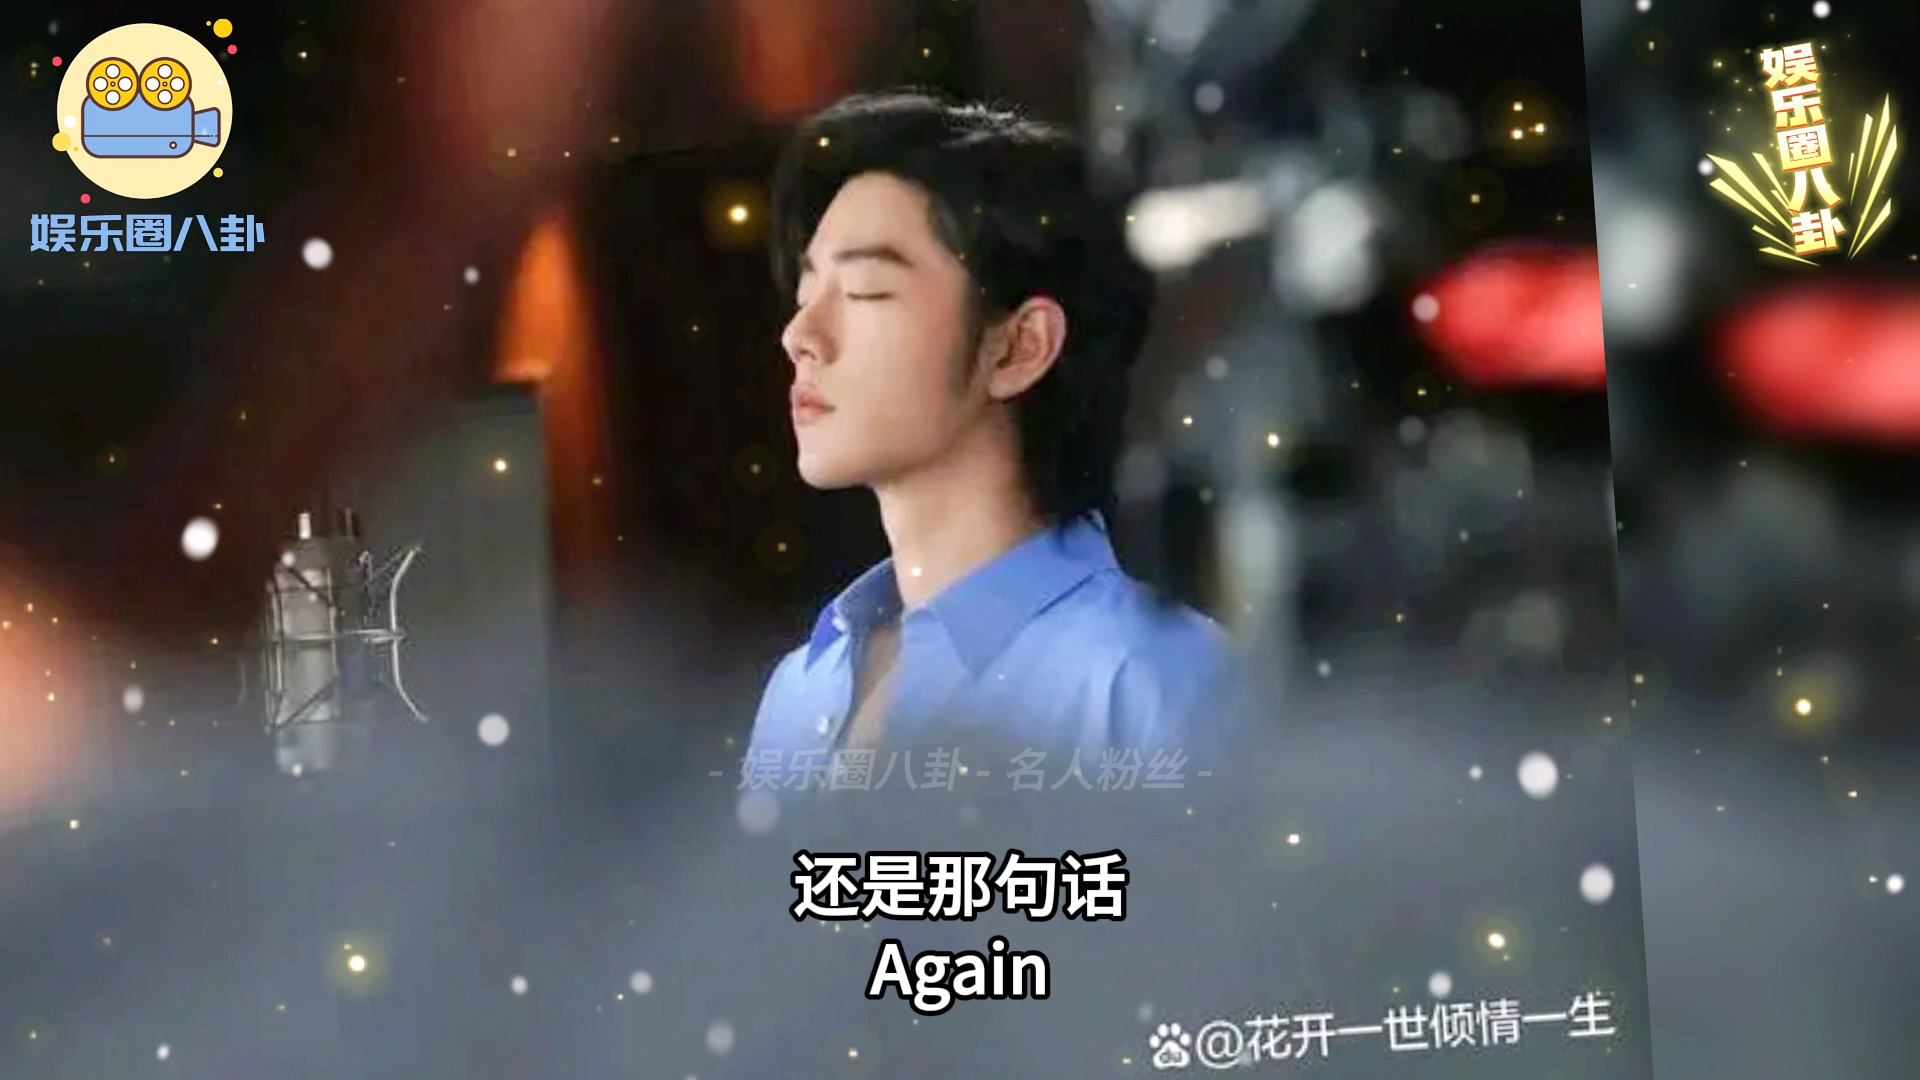 娱乐圈八卦
娱乐圈八卦
- 娱乐圈八卦 - 名人粉丝 -
还是那句话
Again
du @花开一世倾情一生